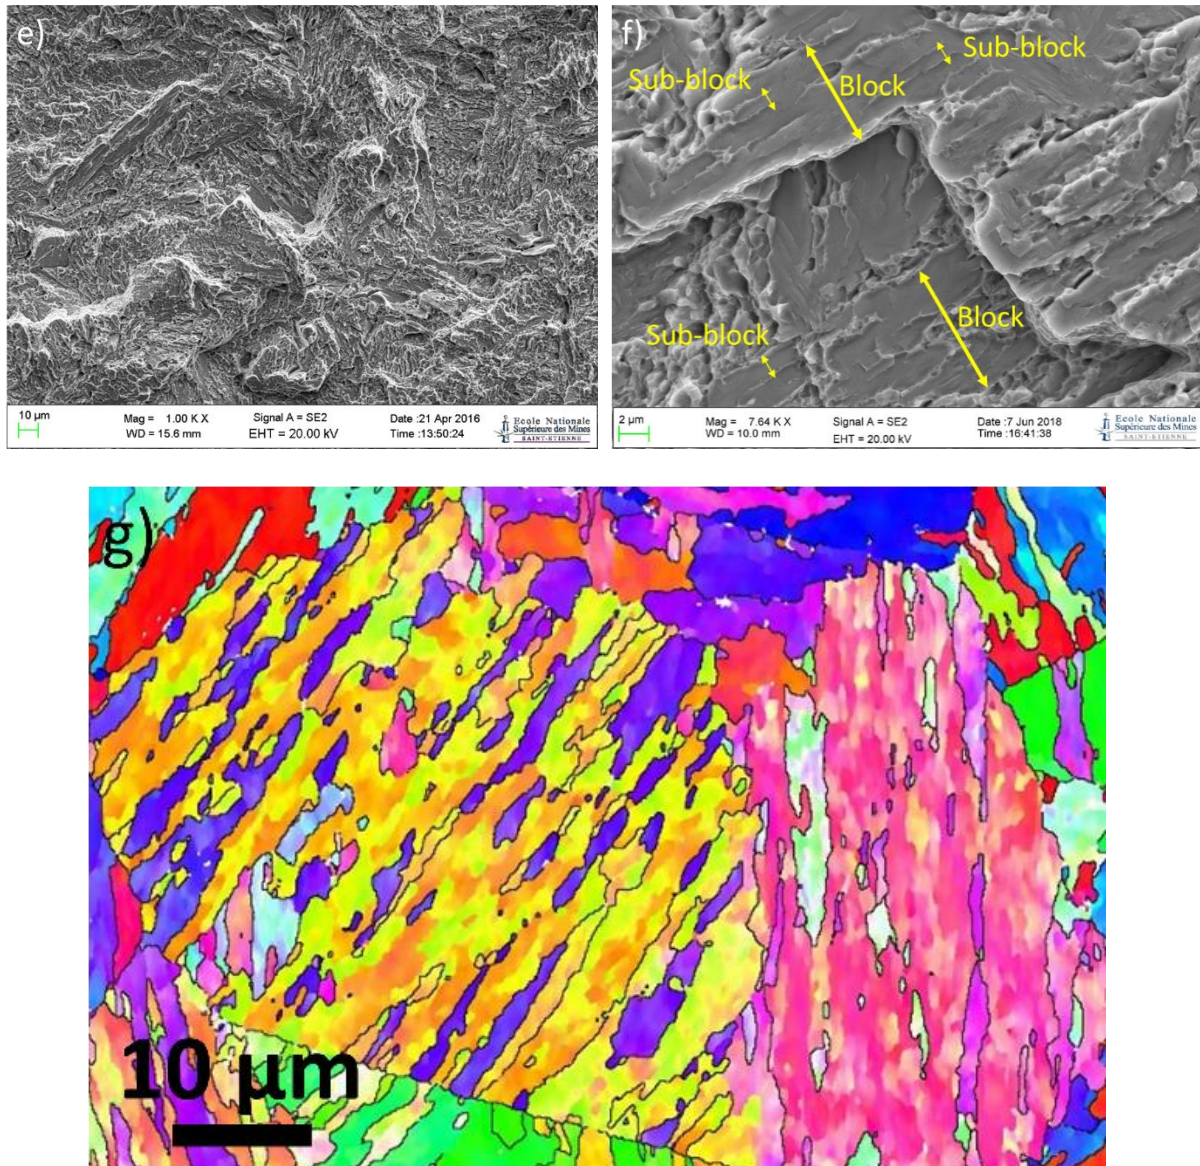 e)
10 µm
Mag = 1.00 K X
WD = 15.6 mm
Signal A = SE2
EHT = 20.00 kV
Date :21 Apr 2016
Time :13:50:24
Ecole Nationale
Supérieure des Mines
SAINT-ETIENNE
f)
Sub-block
Sub-block
Block
Block
Sub-block
2 µm
Mag = 7.64 K X
WD = 10.0 mm
Signal A = SE2
EHT = 20.00 kV
Date :7 Jun 2018
Time :16:41:38
Ecole Nationale
Supérieure des Mines
SAINT-ETIENNE
g)
10 µm